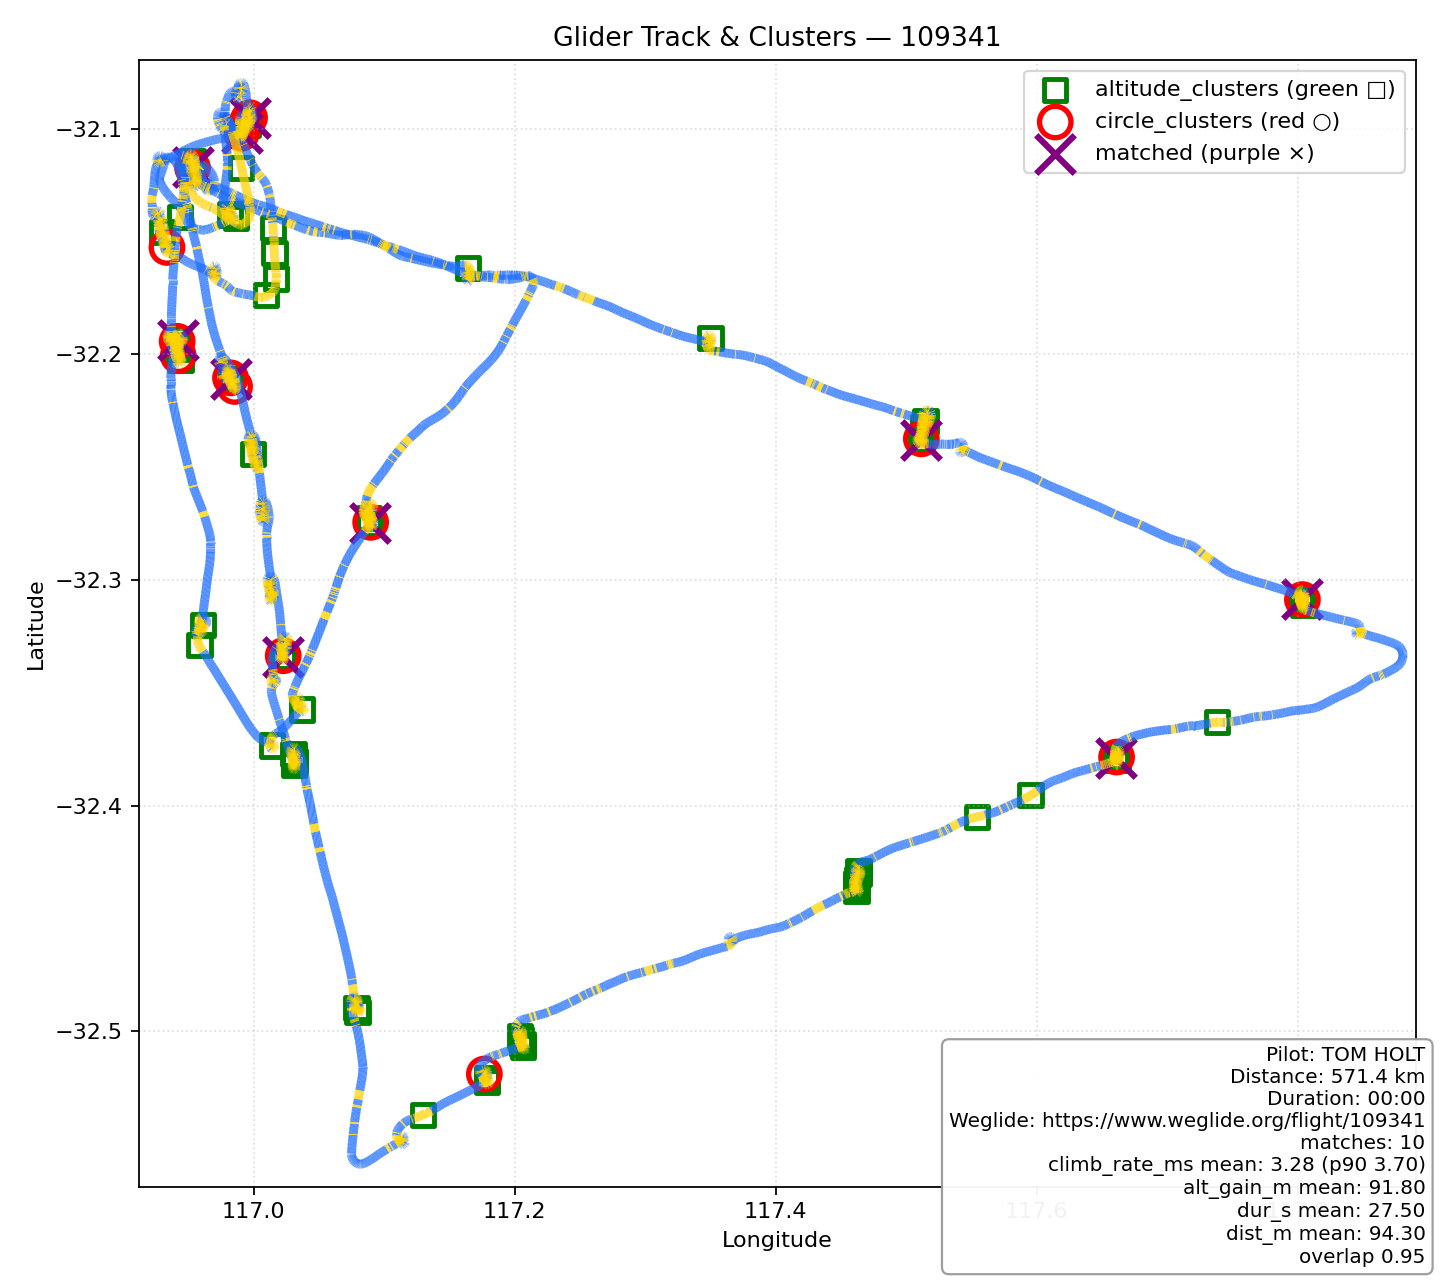 Glider Track & Clusters — 109341
altitude_clusters (green □)
circle_clusters (red ○)
matched (purple ×)
−32.1
−32.2
−32.3
−32.4
−32.5
Latitude
117.0
117.2
117.4
117.6
Longitude
Pilot: TOM HOLT
Distance: 571.4 km
Duration: 00:00
Weglide: https://www.weglide.org/flight/109341
matches: 10
climb_rate_ms mean: 3.28 (p90 3.70)
alt_gain_m mean: 91.80
dur_s mean: 27.50
dist_m mean: 94.30
overlap 0.95